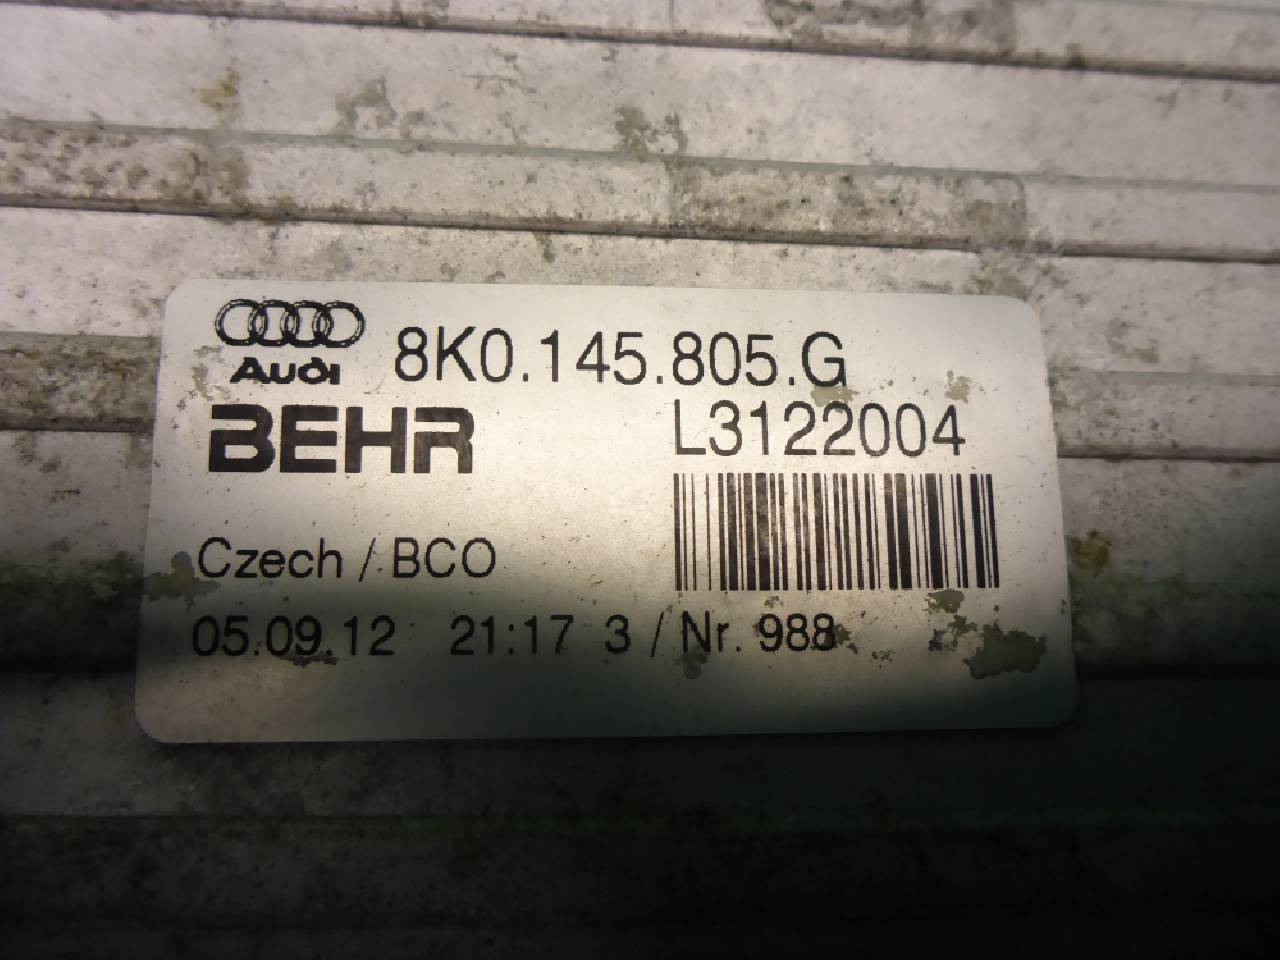 Audi 8K0.145.805.G
BEHR L3122004
Czech / BCO
05.09.12 21:17 3 / Nr. 988